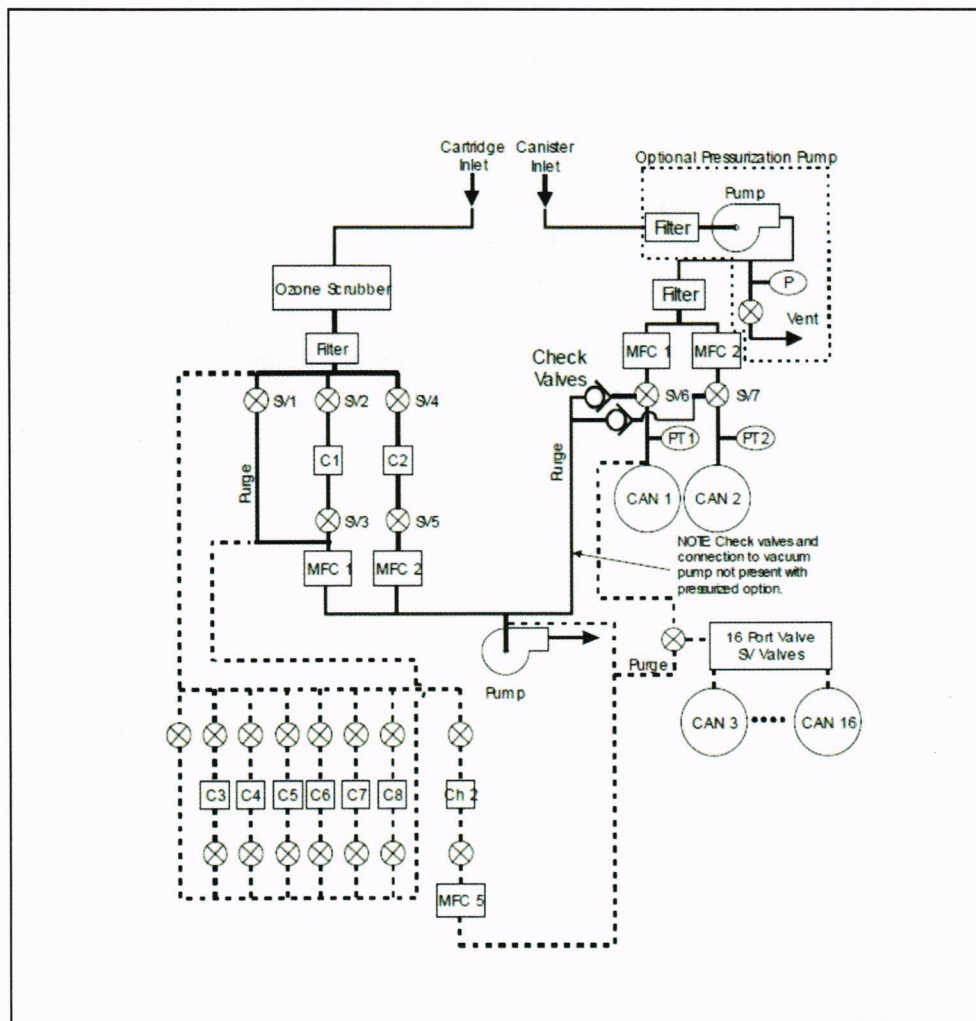 Cartridge
Inlet
Canister
Inlet
Optional Pressurization Pump
Pump
Filter
Ozone Scrubber
Filter
P
Vent
Filter
MFC 1
MFC 2
Check
Valves
SV1
SV2
SV4
SV6
SV7
C1
C2
PT1
PT2
Purge
Purge
CAN 1
CAN 2
SV3
SV5
MFC 1
MFC 2
NOTE: Check valves and
connection to vacuum
pump not present with
pressurized option.
16 Port Valve
SV Valves
Purge
Pump
CAN 3
CAN 16
C3
C4
C5
C6
C7
C8
Ch 2
MFC 5